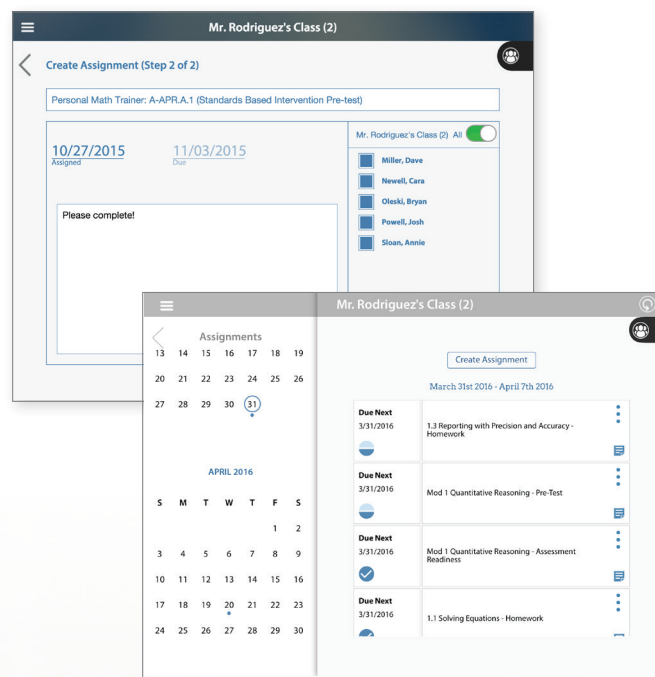 Mr. Rodriguez's Class (2)
Create Assignment (Step 2 of 2)
Personal Math Trainer: A-APR.A.1 (Standards Based Intervention Pre-test)
10/27/2015 11/03/2015
Assigned Due
Please complete!
Mr. Rodriguez's Class (2) All
Miller, Dave
Newell, Cara
Oleski, Bryan
Powell, Josh
Sloan, Annie
Assignments
13 14 15 16 17 18 19
20 21 22 23 24 25 26
27 28 29 30 31
APRIL 2016
S M T W T F S
1 2
3 4 5 6 7 8 9
10 11 12 13 14 15 16
17 18 19 20 21 22 23
24 25 26 27 28 29 30
Mr. Rodriguez's Class (2)
Create Assignment
March 31st 2016 - April 7th 2016
Due Next
3/31/2016
1.3 Reporting with Precision and Accuracy -
Homework
Due Next
3/31/2016
Mod 1 Quantitative Reasoning - Pre-Test
Due Next
3/31/2016
Mod 1 Quantitative Reasoning - Assessment
Readiness
Due Next
3/31/2016
1.1 Solving Equations - Homework